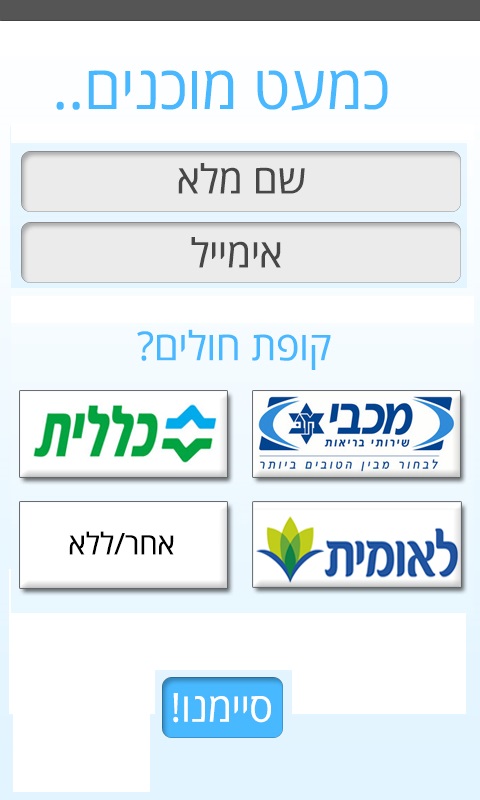 כמעט מוכנים..
שם מלא
אימייל
קופת חולים?
מכבי
שירותי בריאות
לבחור מבין הטובים ביותר
כללית
לאומית
אחר/ללא
סיימנו!